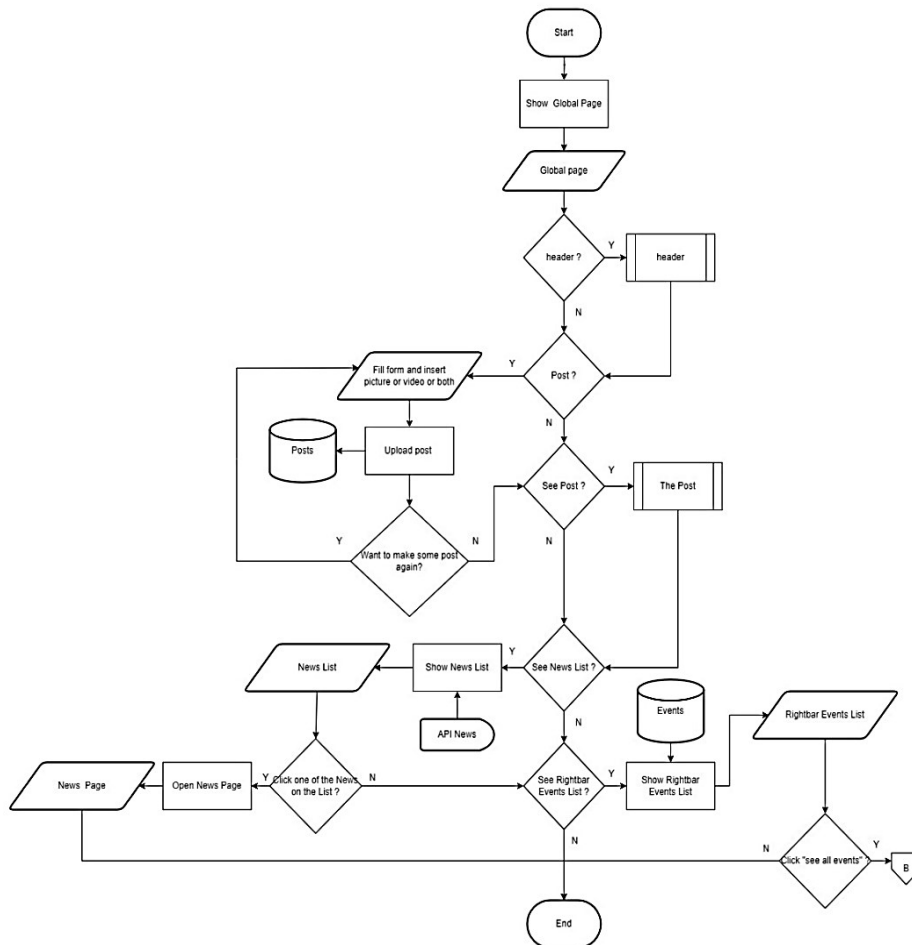 Start
Show Global Page
Global page
header ?
Y
header
N
Post ?
Y
Fill form and insert
picture or video or both
N
Posts
Upload post
See Post ?
Y
The Post
N
Want to make some post
again?
Y
N
See News List ?
Y
Show News List
News List
N
API News
Events
Rightbar Events List
Click one of the News
on the List ?
Y
Open News Page
News Page
N
See Rightbar
Events List ?
Y
Show Rightbar
Events List
N
Click "see all events" ?
N
Y
B
End